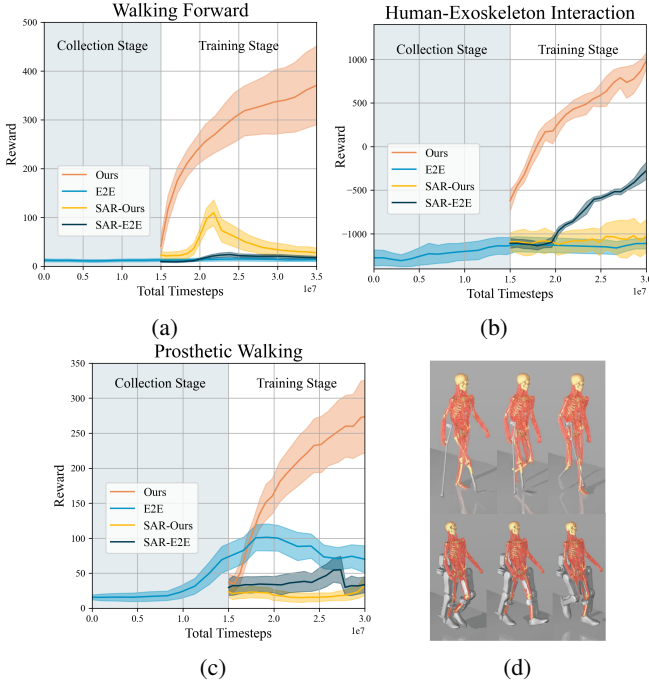 Walking Forward
500
400
300
200
100
0
Reward
Collection Stage
Training Stage
Ours
E2E
SAR-Ours
SAR-E2E
0.0 0.5 1.0 1.5 2.0 2.5 3.0 3.5
1e7
Total Timesteps
(a)
Human-Exoskeleton Interaction
1000
500
0
−500
−1000
Reward
Collection Stage
Training Stage
Ours
E2E
SAR-Ours
SAR-E2E
0.0 0.5 1.0 1.5 2.0 2.5 3.0
1e7
Total Timesteps
(b)
Prosthetic Walking
350
300
250
200
150
100
50
0
Reward
Collection Stage
Training Stage
Ours
E2E
SAR-Ours
SAR-E2E
0.0 0.5 1.0 1.5 2.0 2.5 3.0
1e7
Total Timesteps
(c)
(d)